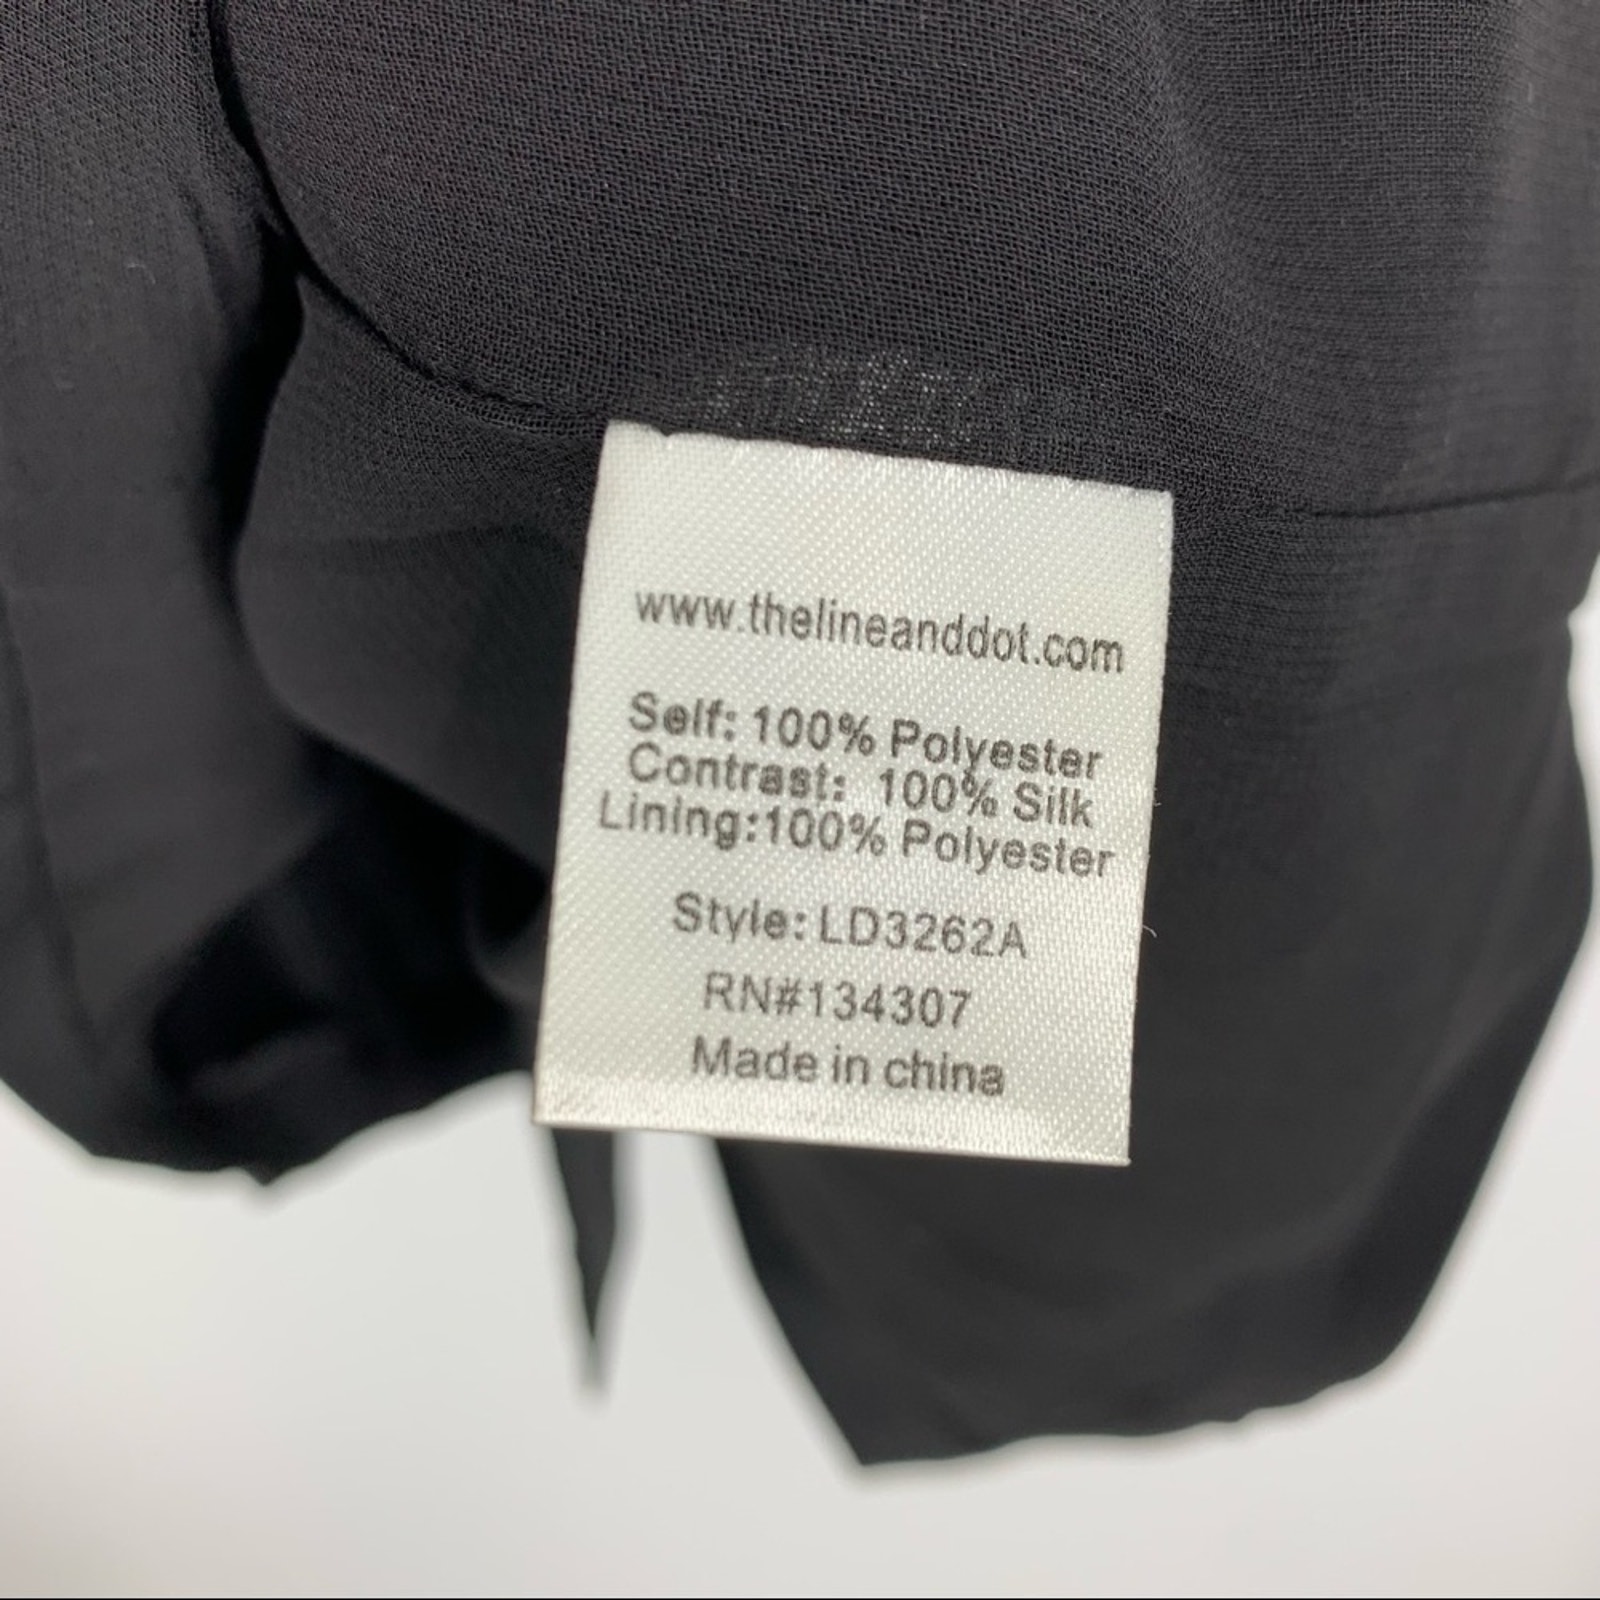 www.thelineanddot.com
Self: 100% Polyester
Contrast: 100% Silk
Lining:100% Polyester
Style: LD3262A
RN#134307
Made in china